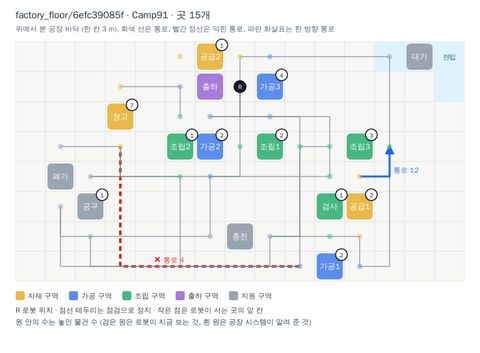 factory_floor/6efc39085f · Camp91 · 곳 15개
위에서 본 공장 바닥 (한 칸 3 m). 회색 선은 통로, 빨간 점선은 막힌 통로, 파란 화살표는 한 방향 통로
공급2 1
대기
진입
출하
R
가공3 4
창고 7
조립2 1
가공2 2
조립1 2
조립3 3
통로 12
폐기
공구 1
검사 1
공급1 2
충전
✕ 통로 4
가공1 2
자재 구역
가공 구역
조립 구역
출하 구역
지원 구역
R 로봇 위치 · 점선 테두리는 점검으로 정지 · 작은 점은 로봇이 서는 곳의 앞 칸
원 안의 수는 놓인 물건 수 (검은 원은 로봇이 지금 보는 것, 흰 원은 공장 시스템이 알려 준 것)